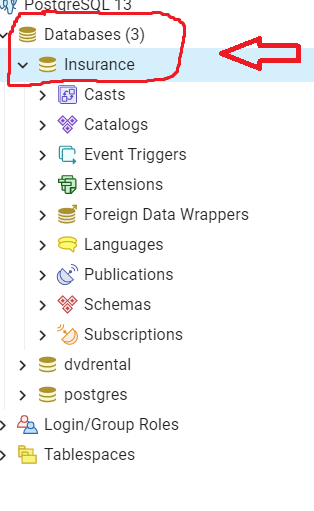 PostgreSQL 13
Databases (3)
Insurance
Casts
Catalogs
Event Triggers
Extensions
Foreign Data Wrappers
Languages
Publications
Schemas
Subscriptions
dvdrental
postgres
Login/Group Roles
Tablespaces